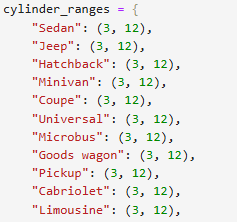 cylinder_ranges = {
"Sedan": (3, 12),
"Jeep": (3, 12),
"Hatchback": (3, 12),
"Minivan": (3, 12),
"Coupe": (3, 12),
"Universal": (3, 12),
"Microbus": (3, 12),
"Goods wagon": (3, 12),
"Pickup": (3, 12),
"Cabriolet": (3, 12),
"Limousine": (3, 12),